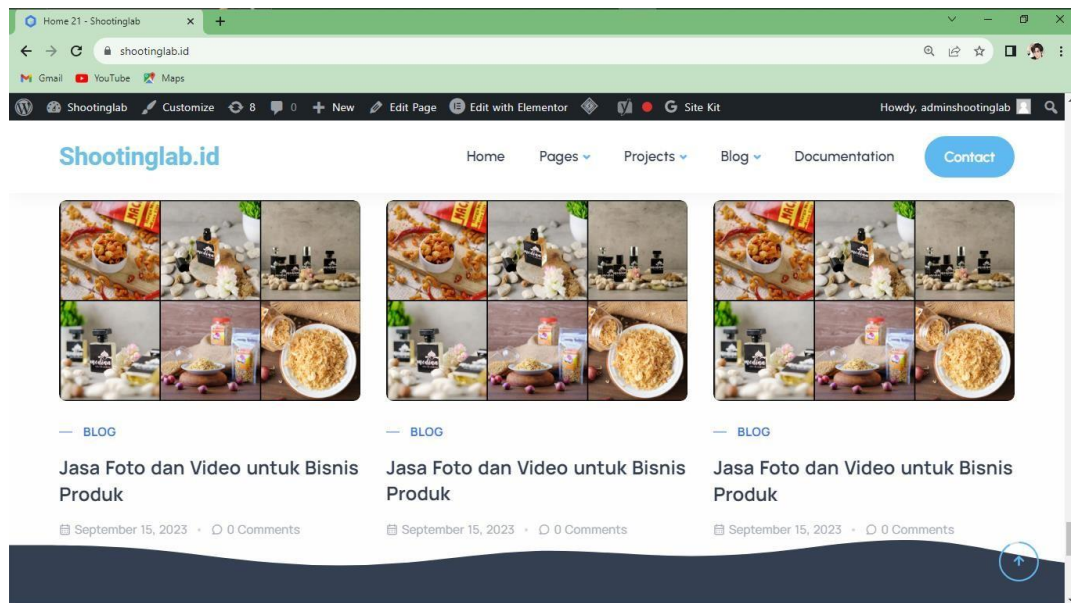 Home 21 - Shootinglab
shootinglab.id
Gmail YouTube Maps
Shootinglab Customize 8 0 New Edit Page Edit with Elementor Site Kit Howdy, adminshootinglab
Shootinglab.id Home Pages Projects Blog Documentation Contact
— BLOG — BLOG — BLOG
Jasa Foto dan Video untuk Bisnis Jasa Foto dan Video untuk Bisnis Jasa Foto dan Video untuk Bisnis
Produk Produk Produk
September 15, 2023 • 0 Comments September 15, 2023 • 0 Comments September 15, 2023 • 0 Comments